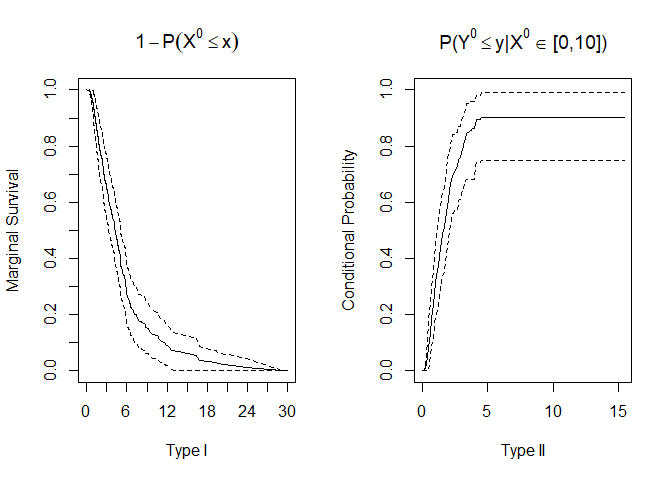 1 − P(X⁰ ≤ x)
Marginal Survival
1.0
0.8
0.6
0.4
0.2
0.0
0 6 12 18 24 30
Type I
P(Y⁰ ≤ y|X⁰ ∈ [0,10])
Conditional Probability
1.0
0.8
0.6
0.4
0.2
0.0
0 5 10 15
Type II